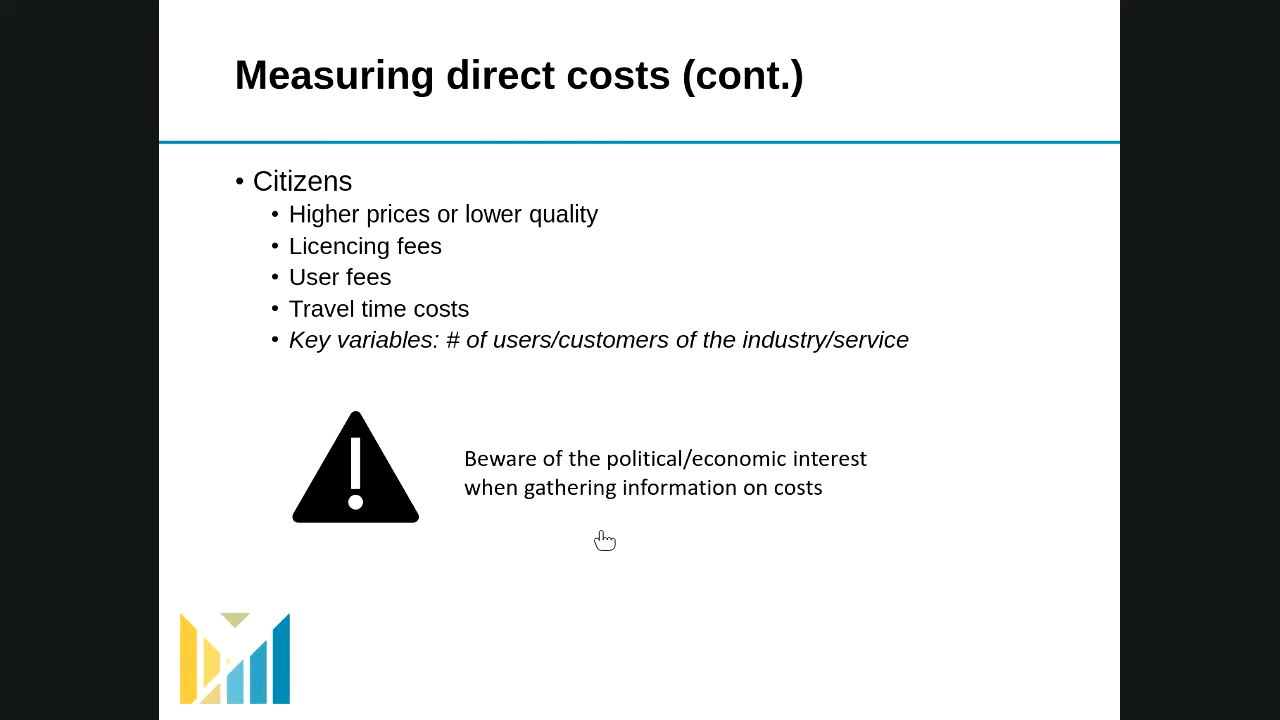 Measuring direct costs (cont.)
• Citizens
• Higher prices or lower quality
• Licencing fees
• User fees
• Travel time costs
• Key variables: # of users/customers of the industry/service
Beware of the political/economic interest
when gathering information on costs